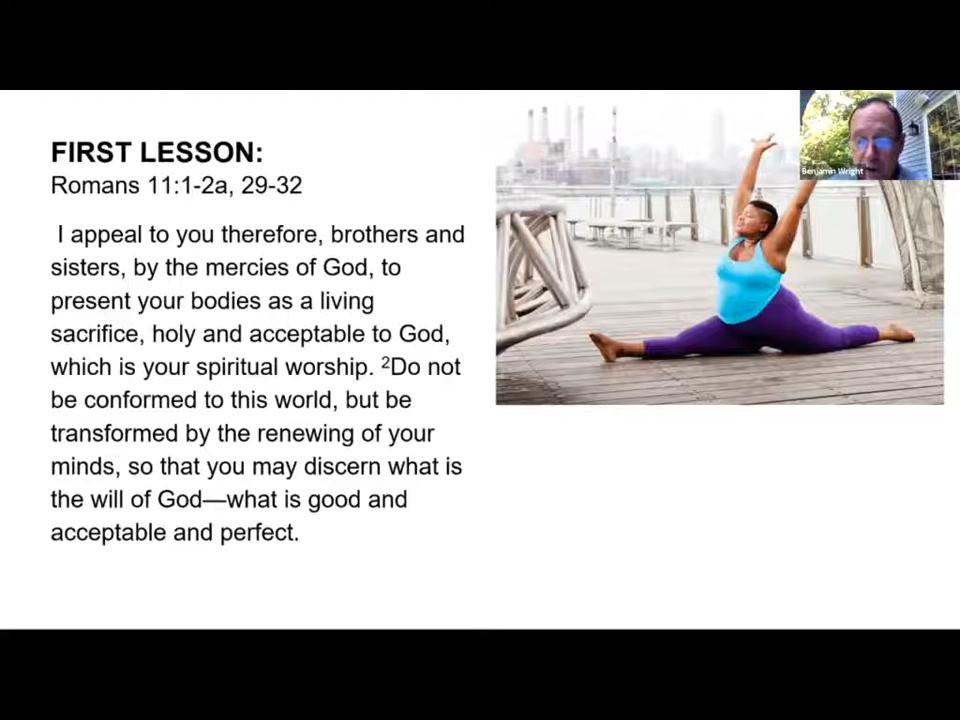 FIRST LESSON:
Romans 11:1-2a, 29-32
I appeal to you therefore, brothers and
sisters, by the mercies of God, to
present your bodies as a living
sacrifice, holy and acceptable to God,
which is your spiritual worship. ²Do not
be conformed to this world, but be
transformed by the renewing of your
minds, so that you may discern what is
the will of God—what is good and
acceptable and perfect.
Benjamin Wright